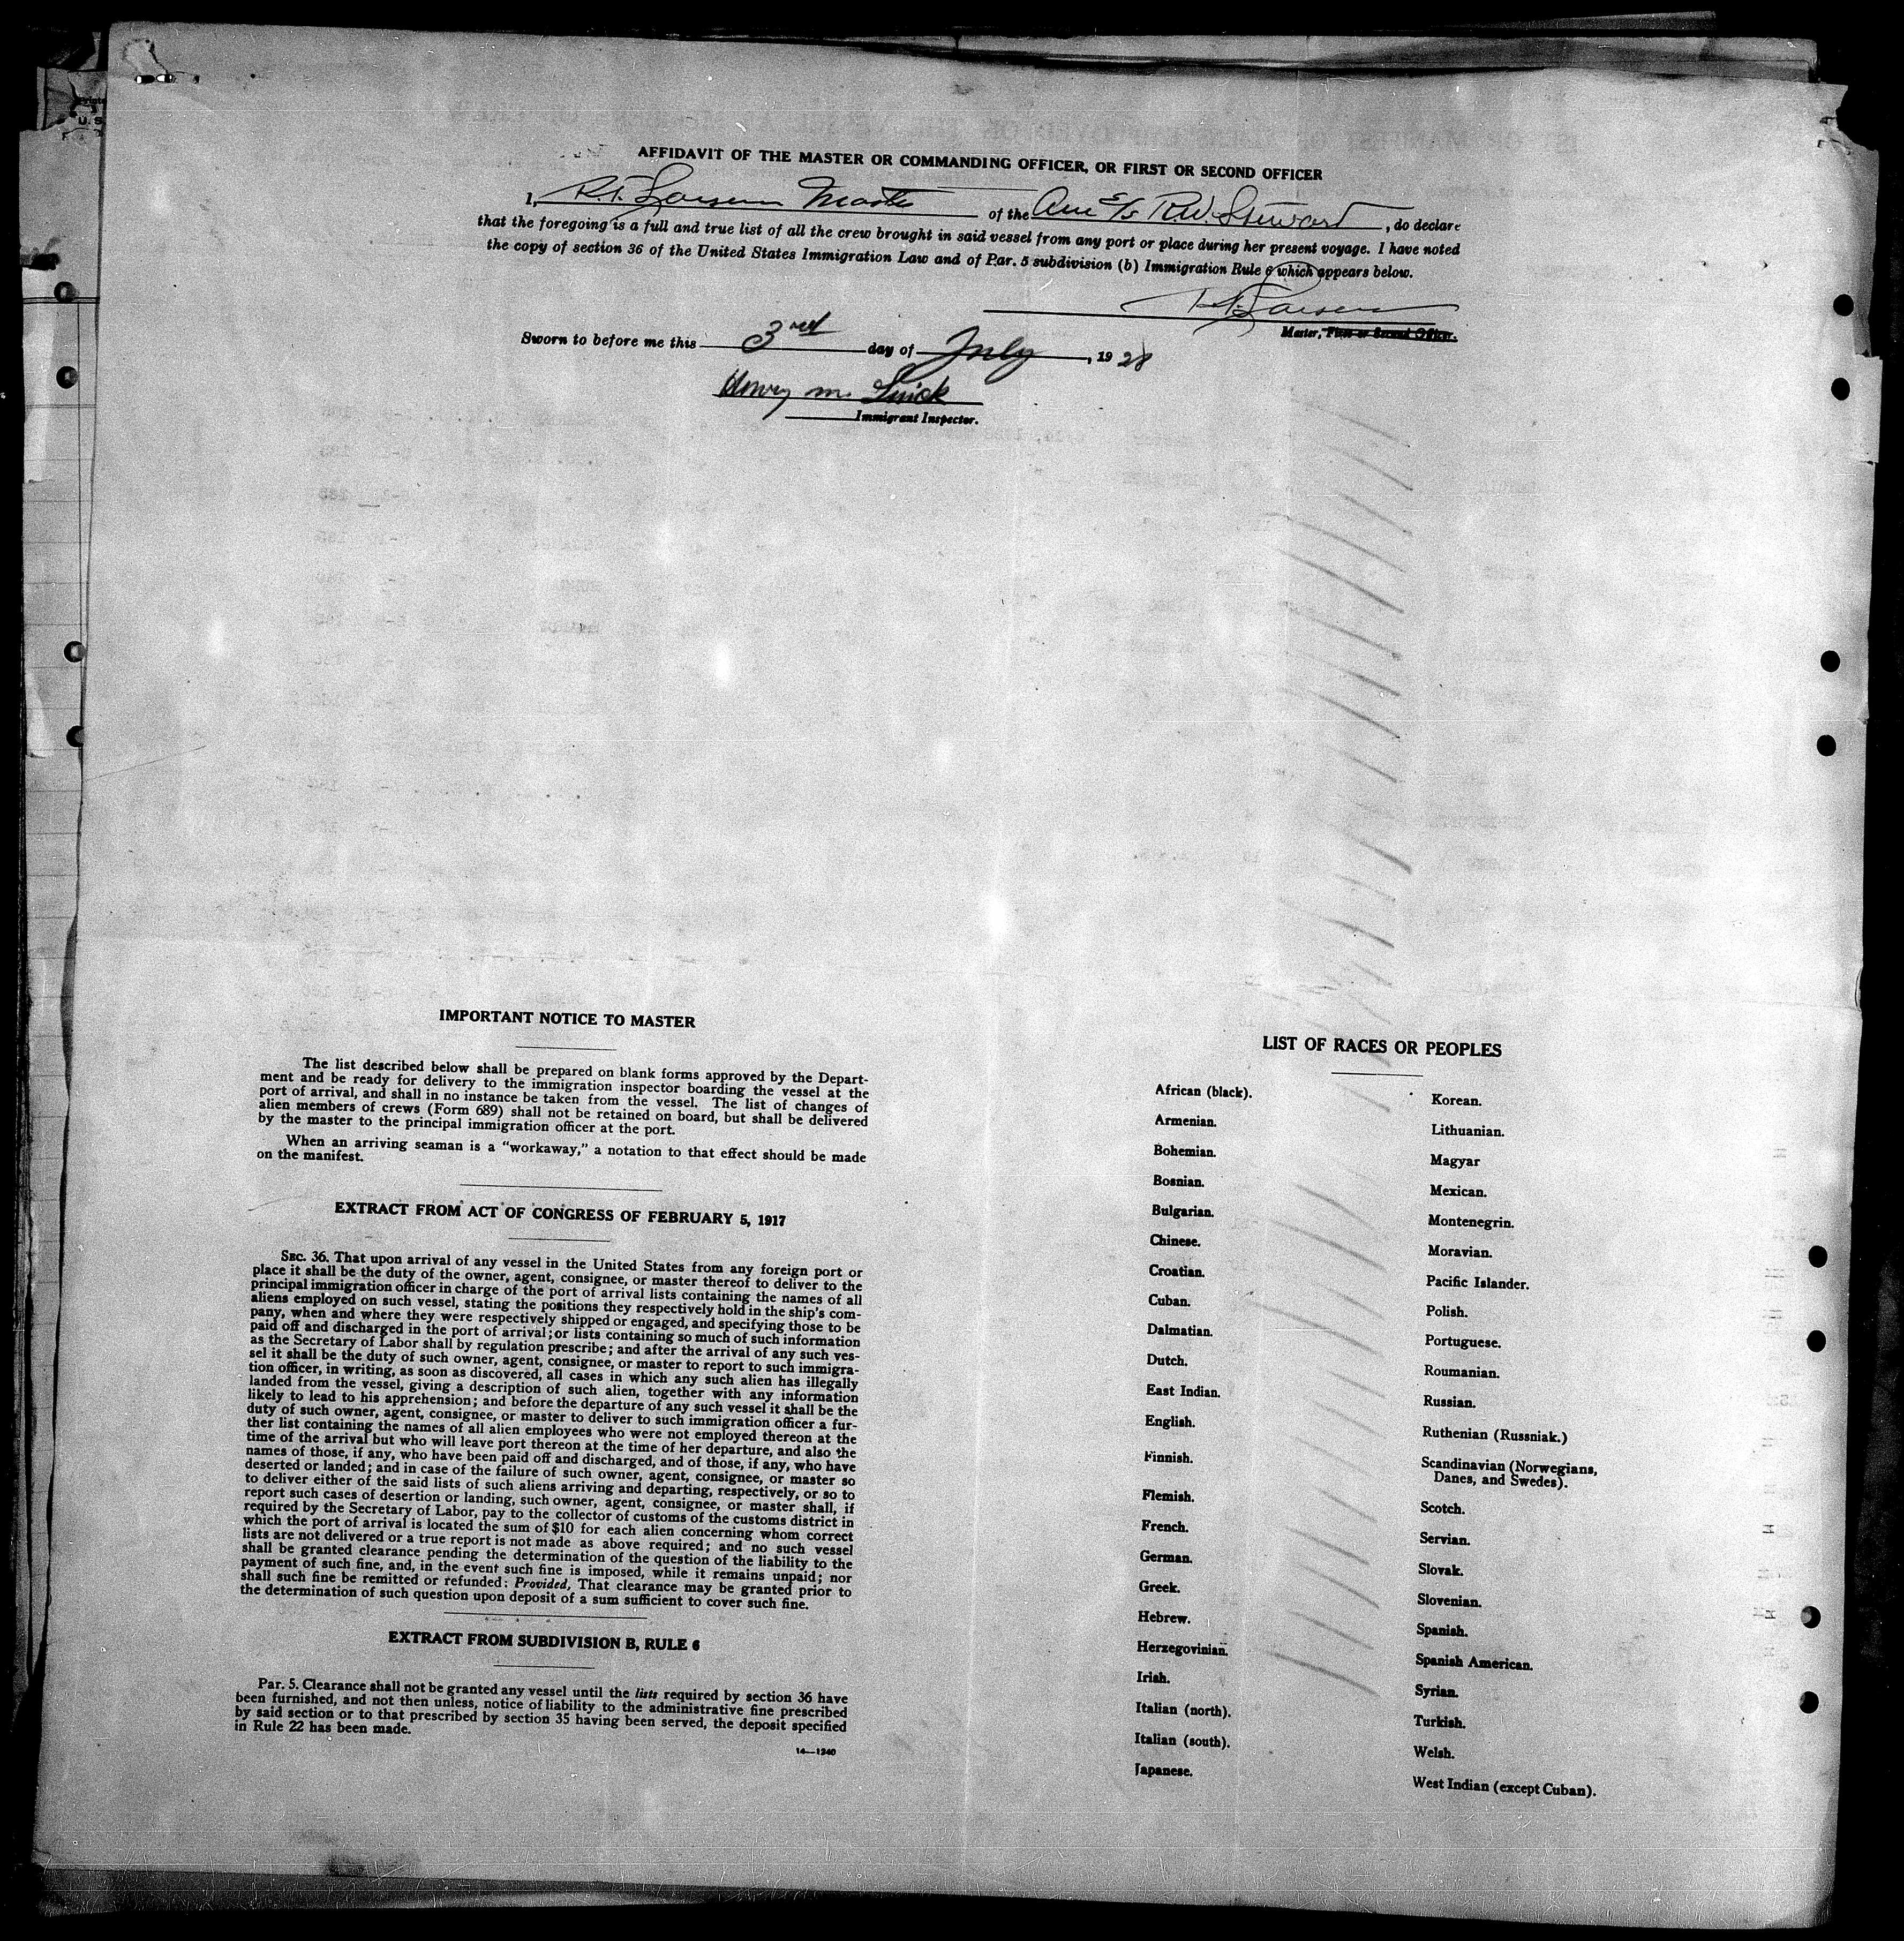 AFFIDAVIT OF THE MASTER OR COMMANDING OFFICER, OR FIRST OR SECOND OFFICER
I, R.T. Larsen Master of the Am S/S R.W. Stewart, do declare
that the foregoing is a full and true list of all the crew brought in said vessel from any port or place during her present voyage. I have noted
the copy of section 36 of the United States Immigration Law and of Par. 5 subdivision (b) Immigration Rule 6 which appears below.
Larsen
Master, First or Second Officer.
Sworn to before me this 3rd day of July, 1928
Henry M.
Immigrant Inspector.
IMPORTANT NOTICE TO MASTER
The list described below shall be prepared on blank forms approved by the Depart-
ment and be ready for delivery to the immigration inspector boarding the vessel at the
port of arrival, and shall in no instance be taken from the vessel. The list of changes of
alien members of crews (Form 689) shall not be retained on board, but shall be delivered
by the master to the principal immigration officer at the port.
When an arriving seaman is a "workaway," a notation to that effect should be made
on the manifest.
EXTRACT FROM ACT OF CONGRESS OF FEBRUARY 5, 1917
SEC. 36. That upon arrival of any vessel in the United States from any foreign port or
place it shall be the duty of the owner, agent, consignee, or master thereof to deliver to the
principal immigration officer in charge of the port of arrival lists containing the names of all
aliens employed on such vessel, stating the positions they respectively hold in the ship's com-
pany, when and where they were respectively shipped or engaged, and specifying those to be
paid off and discharged in the port of arrival; or lists containing so much of such information
as the Secretary of Labor shall by regulation prescribe; and after the arrival of any such ves-
sel it shall be the duty of such owner, agent, consignee, or master to report to such immigra-
tion officer, in writing, as soon as discovered, all cases in which any such alien has illegally
landed from the vessel, giving a description of such alien, together with any information
likely to lead to his apprehension; and before the departure of any such vessel it shall be the
duty of such owner, agent, consignee, or master to deliver to such immigration officer a fur-
ther list containing the names of all alien employees who were not employed thereon at the
time of the arrival but who will leave port thereon at the time of her departure, and also the
names of those, if any, who have been paid off and discharged, and of those, if any, who have
deserted or landed; and in case of the failure of such owner, agent, consignee, or master so
to deliver either of the said lists of such aliens arriving and departing, respectively, or so to
report such cases of desertion or landing, such owner, agent, consignee, or master shall, if
required by the Secretary of Labor, pay to the collector of customs of the customs district in
which the port of arrival is located the sum of $10 for each alien concerning whom correct
lists are not delivered or a true report is not made as above required; and no such vessel
shall be granted clearance pending the determination of the question of the liability to the
payment of such fine, and, in the event such fine is imposed, while it remains unpaid; nor
shall such fine be remitted or refunded: Provided, That clearance may be granted prior to
the determination of such question upon deposit of a sum sufficient to cover such fine.
EXTRACT FROM SUBDIVISION B, RULE 6
Par. 5. Clearance shall not be granted any vessel until the lists required by section 36 have
been furnished, and not then unless, notice of liability to the administrative fine prescribed
by said section or to that prescribed by section 35 having been served, the deposit specified
in Rule 22 has been made.
14—1240
LIST OF RACES OR PEOPLES
African (black).
Armenian.
Bohemian.
Bosnian.
Bulgarian.
Chinese.
Croatian.
Cuban.
Dalmatian.
Dutch.
East Indian.
English.
Finnish.
Flemish.
French.
German.
Greek.
Hebrew.
Herzegovinian.
Irish.
Italian (north).
Italian (south).
Japanese.
Korean.
Lithuanian.
Magyar
Mexican.
Montenegrin.
Moravian.
Pacific Islander.
Polish.
Portuguese.
Roumanian.
Russian.
Ruthenian (Russniak.)
Scandinavian (Norwegians,
Danes, and Swedes).
Scotch.
Servian.
Slovak.
Slovenian.
Spanish.
Spanish American.
Syrian.
Turkish.
Welsh.
West Indian (except Cuban).